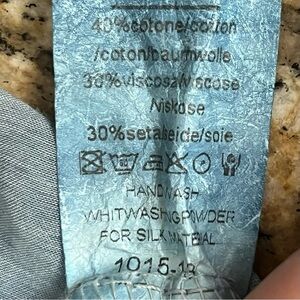 40%cotone/cotton
/coton/baumwolle
30%viscosa/viscose
/viskose
30%seta/seide/soie
HANDWASH
WHITWASHINGPOWDER
FOR SILK MATERIAL
1015-18